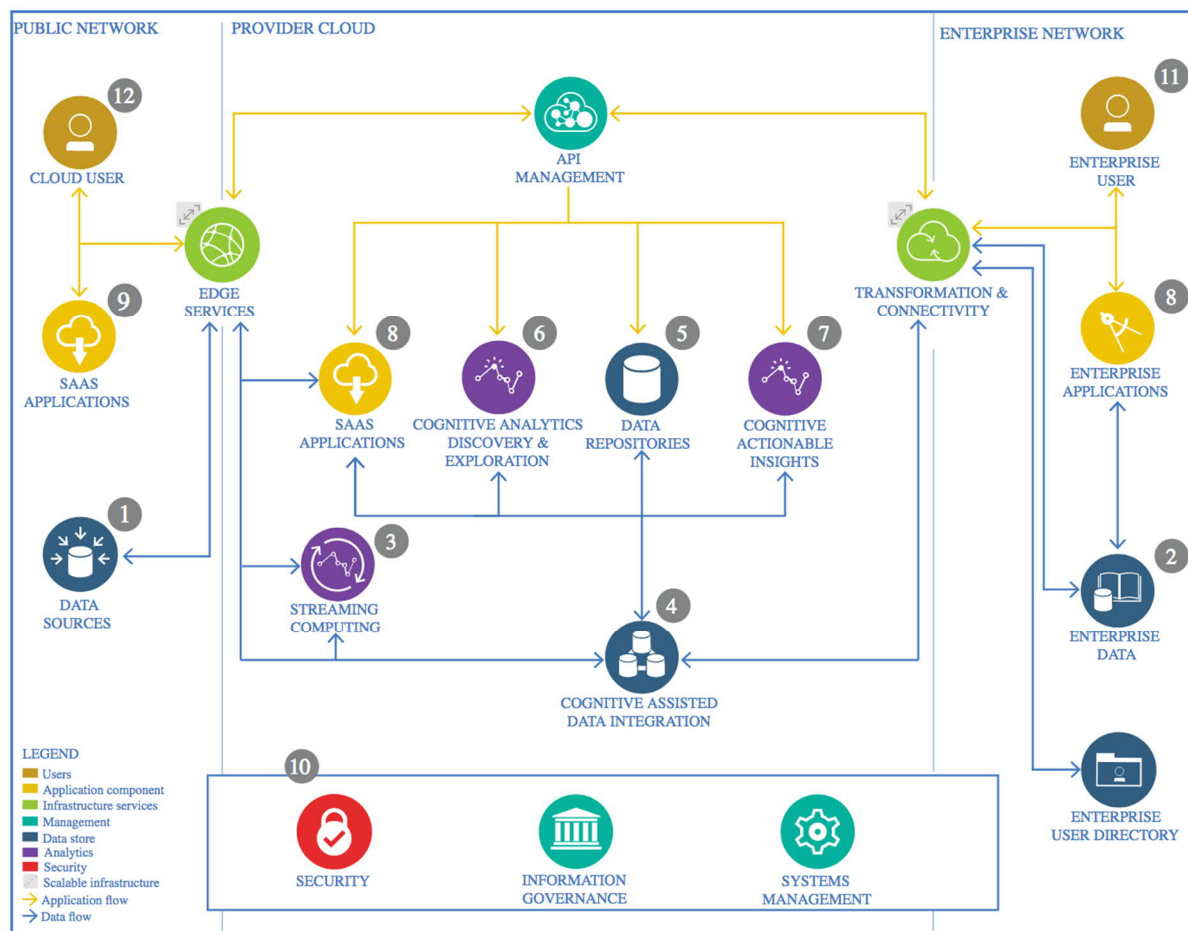 PUBLIC NETWORK
PROVIDER CLOUD
ENTERPRISE NETWORK
12
CLOUD USER
API
MANAGEMENT
11
ENTERPRISE
USER
EDGE
SERVICES
TRANSFORMATION &
CONNECTIVITY
9
SAAS
APPLICATIONS
8
SAAS
APPLICATIONS
6
COGNITIVE ANALYTICS
DISCOVERY &
EXPLORATION
5
DATA
REPOSITORIES
7
COGNITIVE
ACTIONABLE
INSIGHTS
8
ENTERPRISE
APPLICATIONS
1
DATA
SOURCES
3
STREAMING
COMPUTING
4
COGNITIVE ASSISTED
DATA INTEGRATION
2
ENTERPRISE
DATA
ENTERPRISE
USER DIRECTORY
LEGEND
Users
Application component
Infrastructure services
Management
Data store
Analytics
Security
Scalable infrastructure
Application flow
Data flow
10
SECURITY
INFORMATION
GOVERNANCE
SYSTEMS
MANAGEMENT